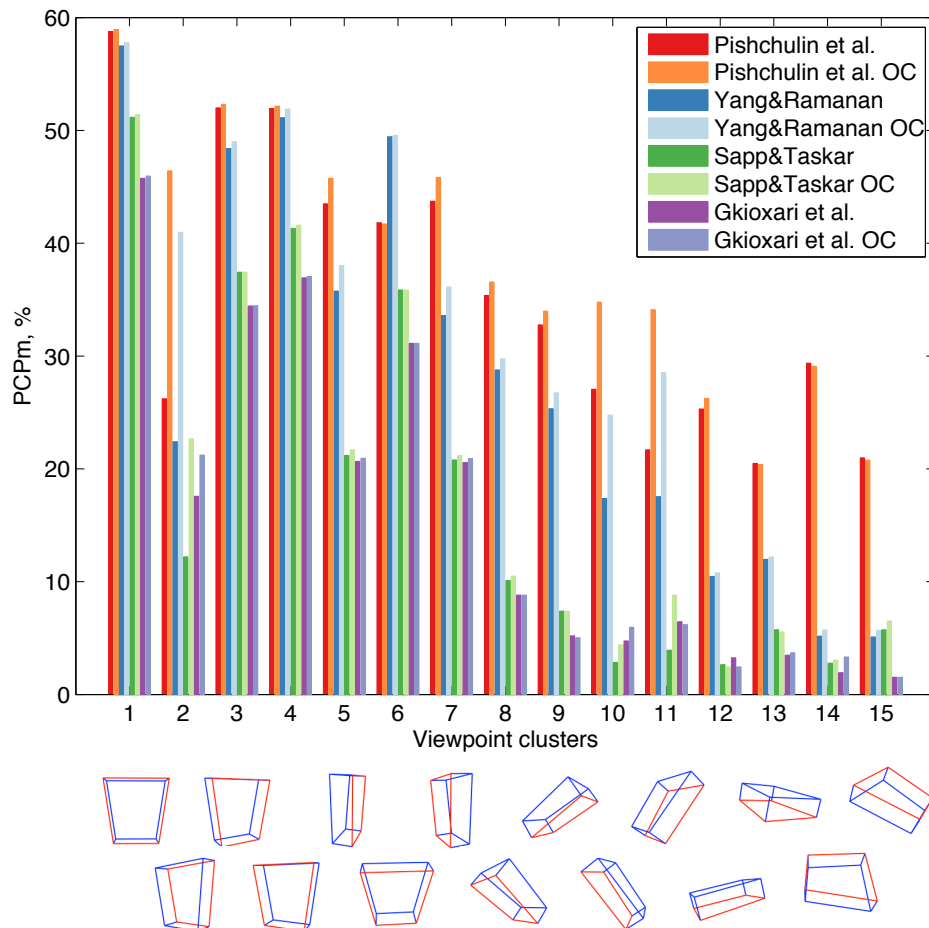 60
50
40
30
20
10
0
PCPm, %
Pishchulin et al.
Pishchulin et al. OC
Yang&Ramanan
Yang&Ramanan OC
Sapp&Taskar
Sapp&Taskar OC
Gkioxari et al.
Gkioxari et al. OC
1 2 3 4 5 6 7 8 9 10 11 12 13 14 15
Viewpoint clusters